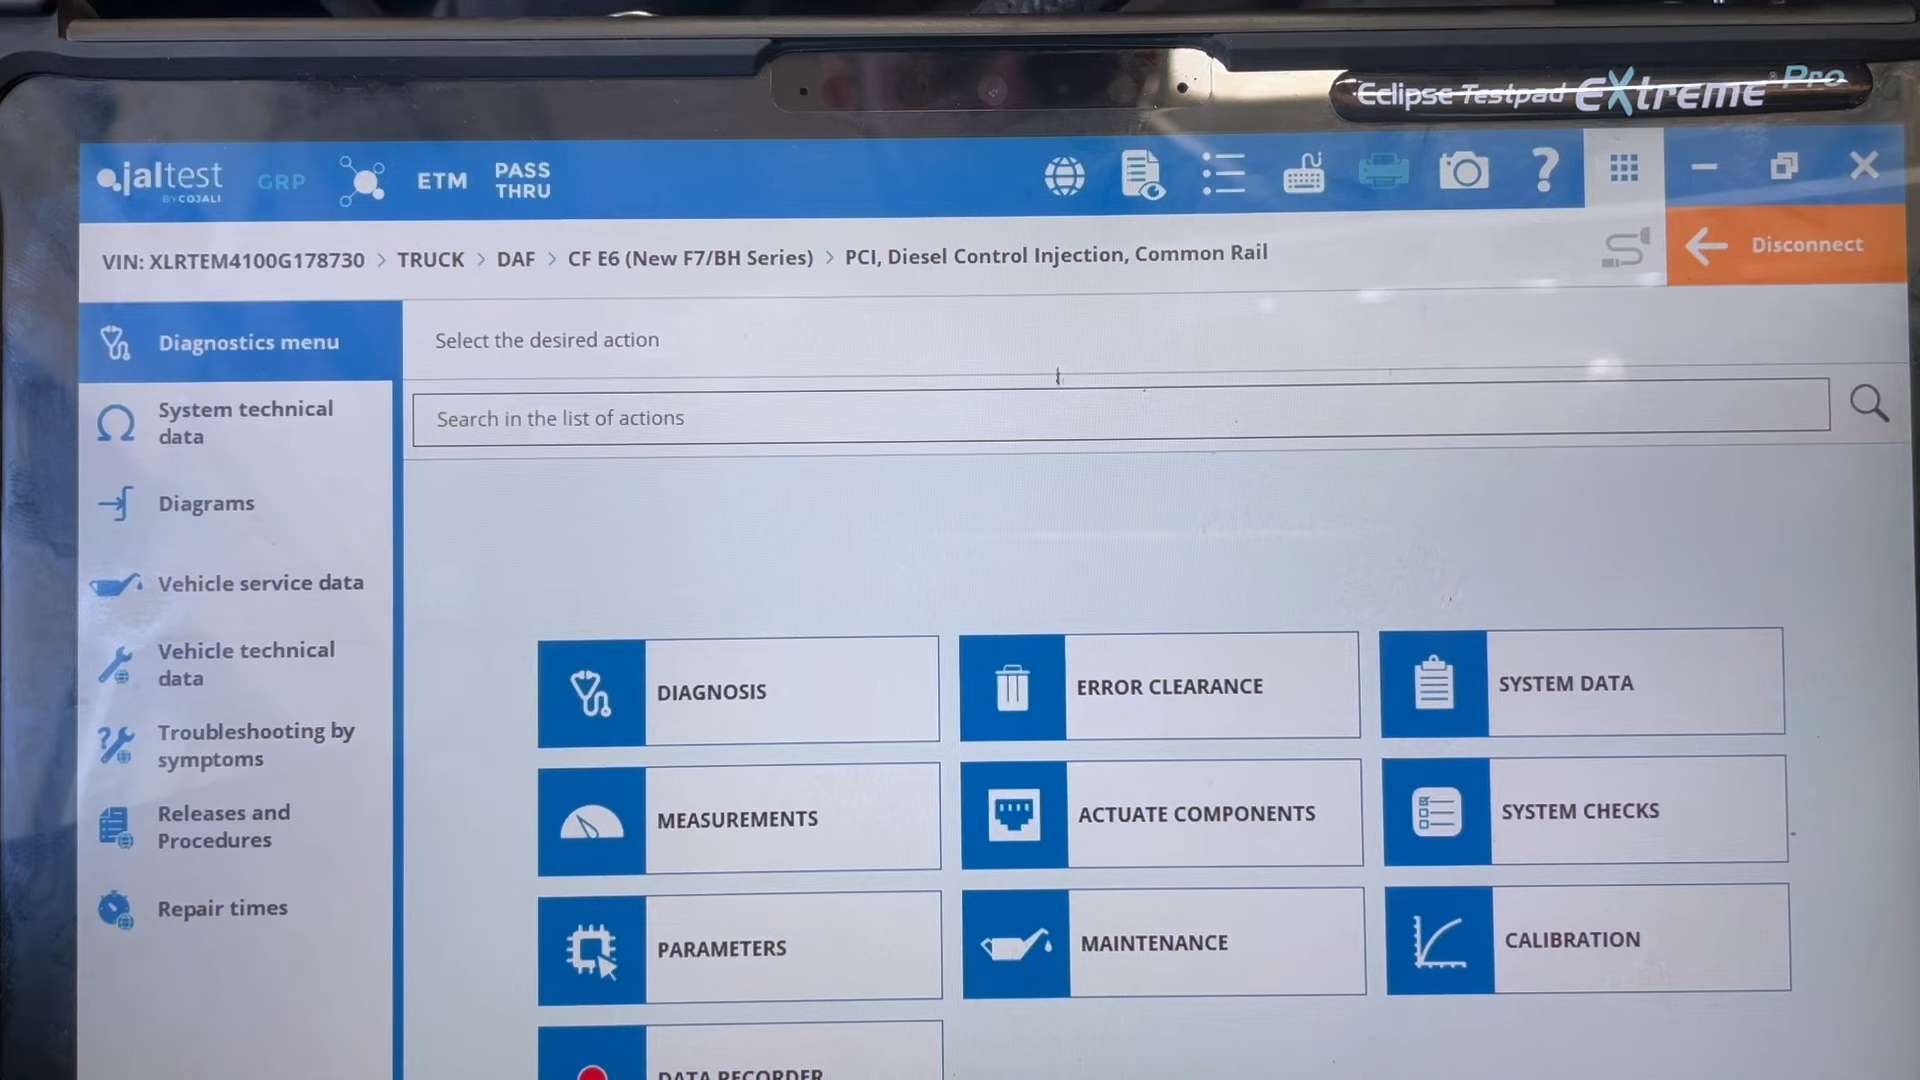 Eclipse Testpad EXtreme Pro
jaltest
BY COJALI
GRP
ETM
PASS
THRU
?
VIN: XLRTEM4100G178730 > TRUCK > DAF > CF E6 (New F7/BH Series) > PCI, Diesel Control Injection, Common Rail
Disconnect
Diagnostics menu
Select the desired action
System technical
data
Search in the list of actions
Diagrams
Vehicle service data
Vehicle technical
data
Troubleshooting by
symptoms
Releases and
Procedures
Repair times
DIAGNOSIS
ERROR CLEARANCE
SYSTEM DATA
MEASUREMENTS
ACTUATE COMPONENTS
SYSTEM CHECKS
PARAMETERS
MAINTENANCE
CALIBRATION
DATA RECORDER